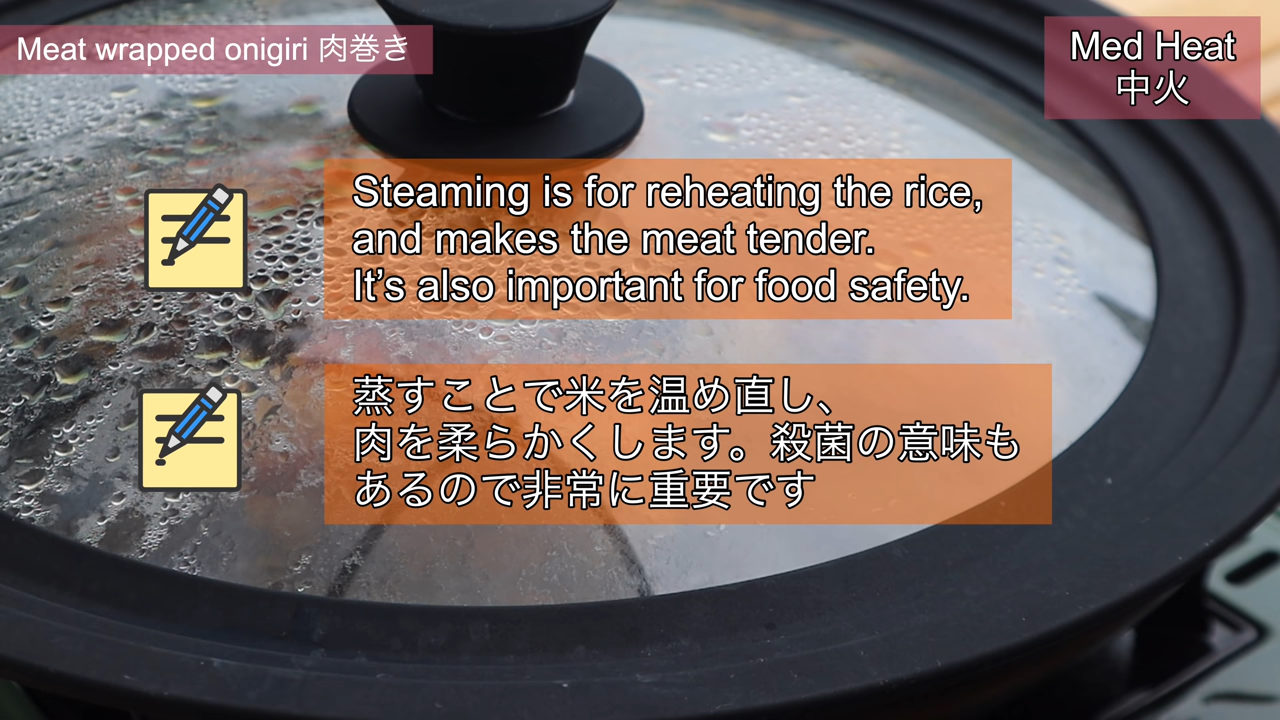 Meat wrapped onigiri 肉巻き
Med Heat
中火
Steaming is for reheating the rice,
and makes the meat tender.
It's also important for food safety.
蒸すことで米を温め直し、
肉を柔らかくします。殺菌の意味も
あるので非常に重要です